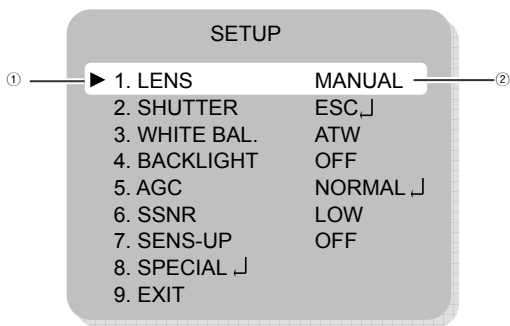 SETUP
① ▶ 1. LENS MANUAL ②
2. SHUTTER ESC↵
3. WHITE BAL. ATW
4. BACKLIGHT OFF
5. AGC NORMAL ↵
6. SSNR LOW
7. SENS-UP OFF
8. SPECIAL ↵
9. EXIT